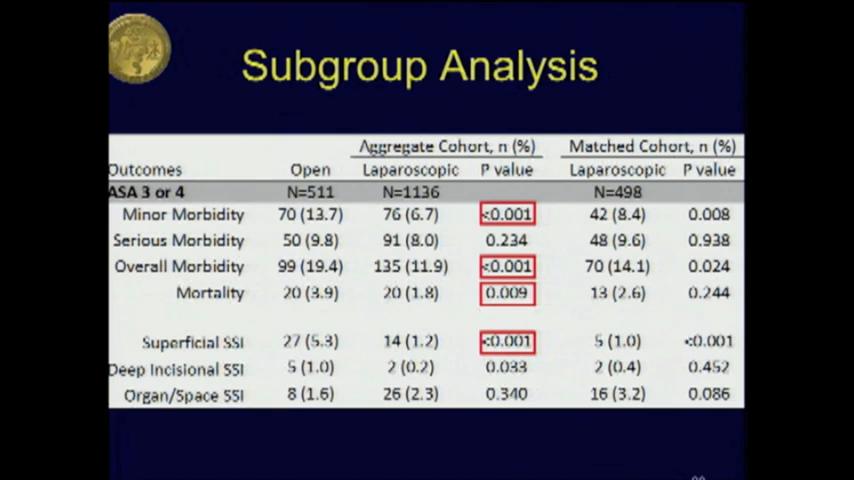 Subgroup Analysis
Aggregate Cohort, n (%) Matched Cohort, n (%)
Outcomes Open Laparoscopic P value Laparoscopic P value
ASA 3 or 4 N=511 N=1136 N=498
Minor Morbidity 70 (13.7) 76 (6.7) <0.001 42 (8.4) 0.008
Serious Morbidity 50 (9.8) 91 (8.0) 0.234 48 (9.6) 0.938
Overall Morbidity 99 (19.4) 135 (11.9) <0.001 70 (14.1) 0.024
Mortality 20 (3.9) 20 (1.8) 0.009 13 (2.6) 0.244
Superficial SSI 27 (5.3) 14 (1.2) <0.001 5 (1.0) <0.001
Deep Incisional SSI 5 (1.0) 2 (0.2) 0.033 2 (0.4) 0.452
Organ/Space SSI 8 (1.6) 26 (2.3) 0.340 16 (3.2) 0.086